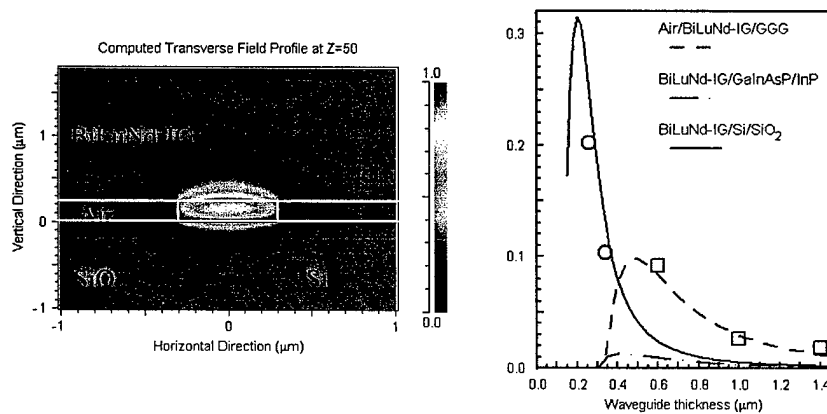 Computed Transverse Field Profile at Z=50
Vertical Direction (µm)
1
0
-1
BiLuNd-IG
Air
SiO
Si
-1
0
1
Horizontal Direction (µm)
1.0
0.0
0.3
0.2
0.1
0.0
Air/BiLuNd-IG/GGG
BiLuNd-IG/GaInAsP/InP
BiLuNd-IG/Si/SiO₂
0.0 0.2 0.4 0.6 0.8 1.0 1.2 1.4
Waveguide thickness (µm)